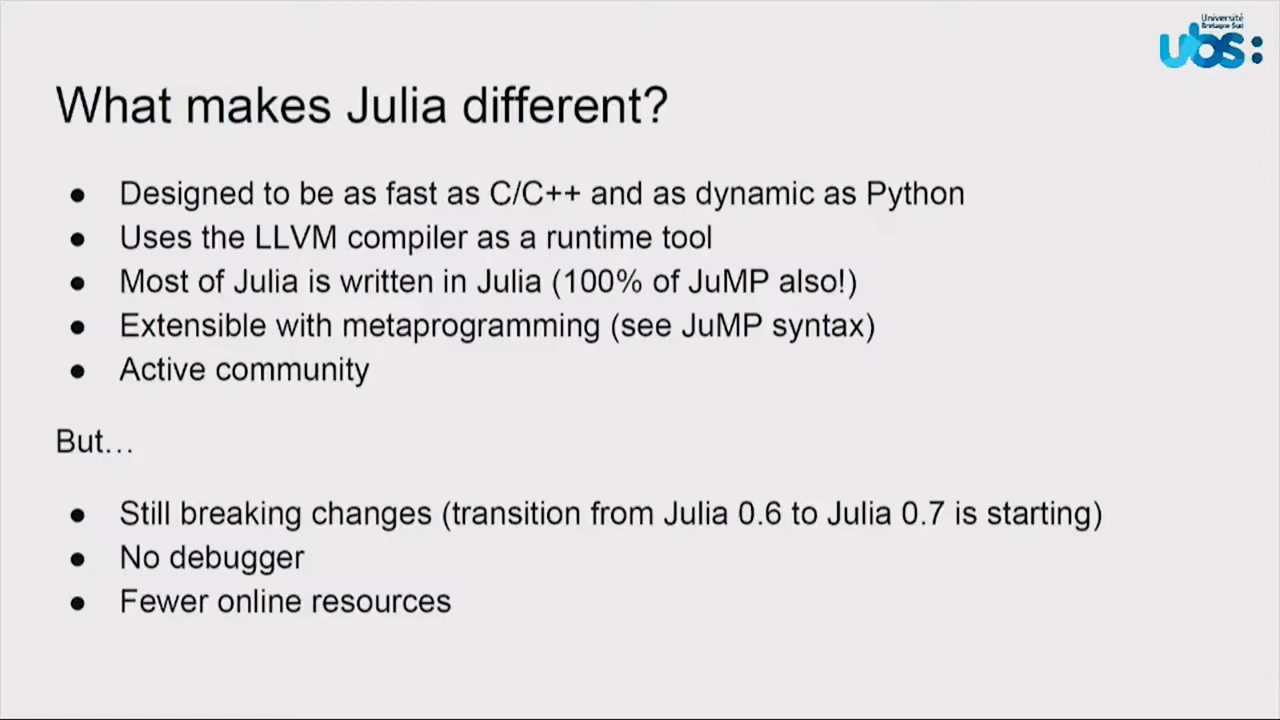 Université
Bretagne Sud
ubs:
What makes Julia different?
● Designed to be as fast as C/C++ and as dynamic as Python
● Uses the LLVM compiler as a runtime tool
● Most of Julia is written in Julia (100% of JuMP also!)
● Extensible with metaprogramming (see JuMP syntax)
● Active community
But…
● Still breaking changes (transition from Julia 0.6 to Julia 0.7 is starting)
● No debugger
● Fewer online resources